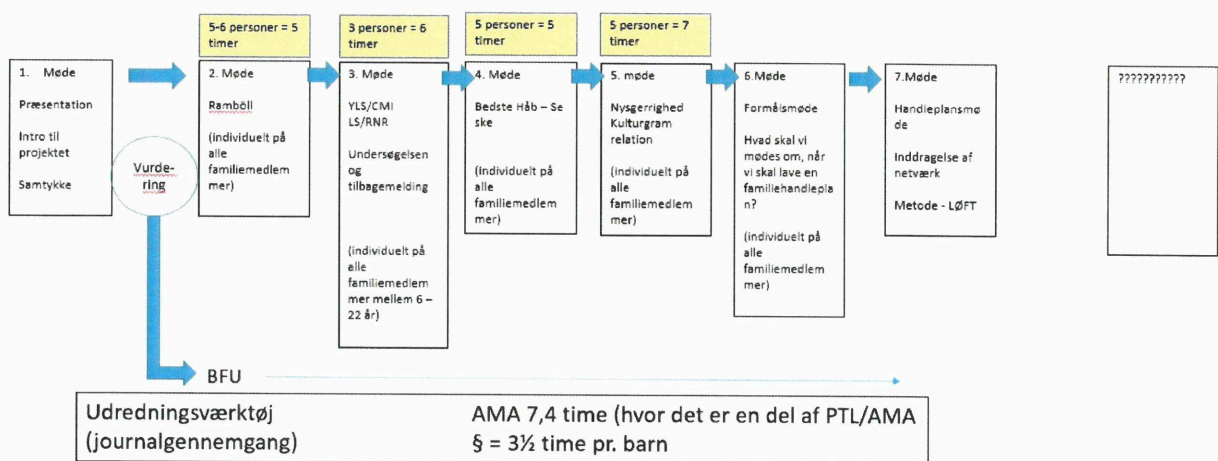 5-6 personer = 5
timer
3 personer = 6
timer
5 personer = 5
timer
5 personer = 7
timer
1. Møde
Præsentation
Intro til
projektet
Samtykke
Vurde-
ring
2. Møde
Ramböll
(individuelt på
alle
familiemedlem
mer)
3. Møde
YLS/CMI
LS/RNR
Undersøgelsen
og
tilbagemelding
(individuelt på
alle
familiemedlem
mer mellem 6 –
22 år)
4. Møde
Bedste Håb – Se
ske
(individuelt på
alle
familiemedlem
mer)
5. møde
Nysgerrighed
Kulturgram
relation
(individuelt på
alle
familiemedlem
mer)
6.Møde
Formålsmøde
Hvad skal vi
mødes om, når
vi skal lave en
familiehandlepla
n?
(individuelt på
alle
familiemedlem
mer)
7.Møde
Handleplansmø
de
Inddragelse af
netværk
Metode - LØFT
???????????
BFU
Udredningsværktøj
(journalgennemgang)
AMA 7,4 time (hvor det er en del af PTL/AMA
§ = 3½ time pr. barn